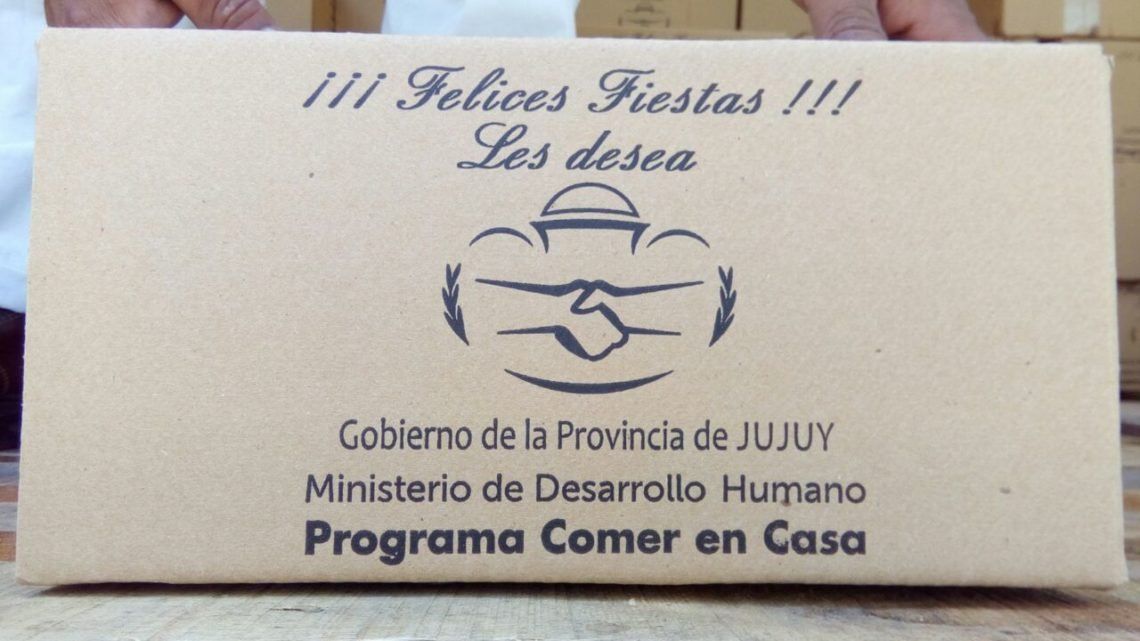 ¡¡¡ Felices Fiestas !!!
Les desea
Gobierno de la Provincia de JUJUY
Ministerio de Desarrollo Humano
Programa Comer en Casa